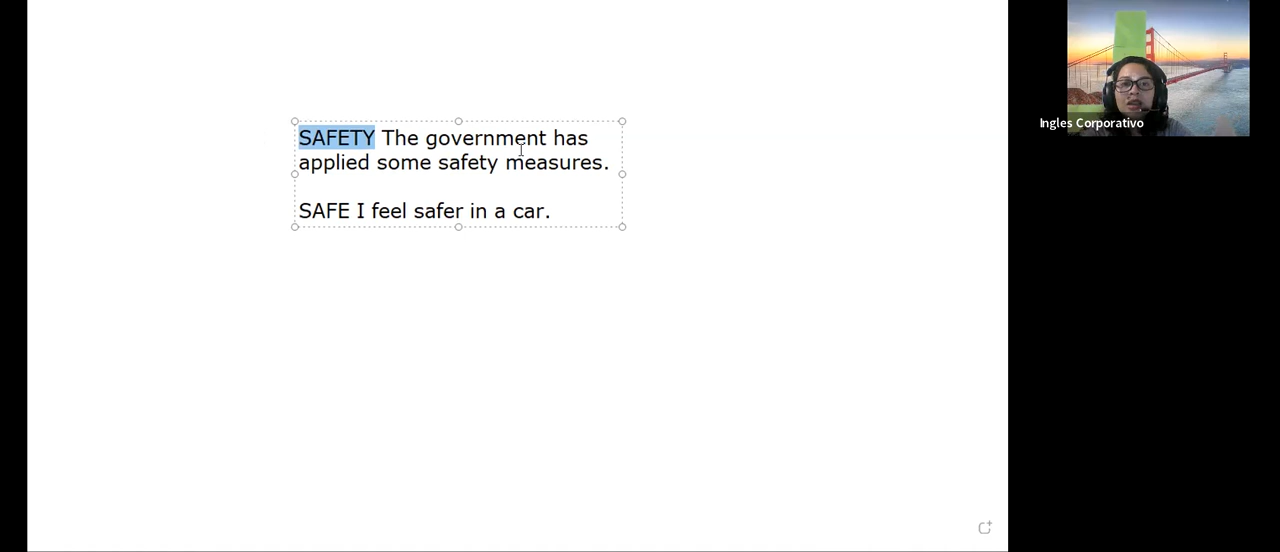 SAFETY The government has
applied some safety measures.
SAFE I feel safer in a car.
Ingles Corporativo